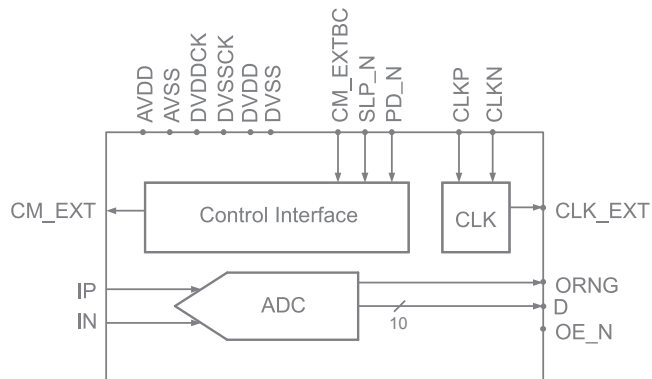 AVDD
AVSS
DVDDCK
DVSSCK
DVDD
DVSS
CM_EXTBC
SLP_N
PD_N
CLKP
CLKN
CM_EXT
Control Interface
CLK
CLK_EXT
IP
IN
ADC
10
ORNG
D
OE_N